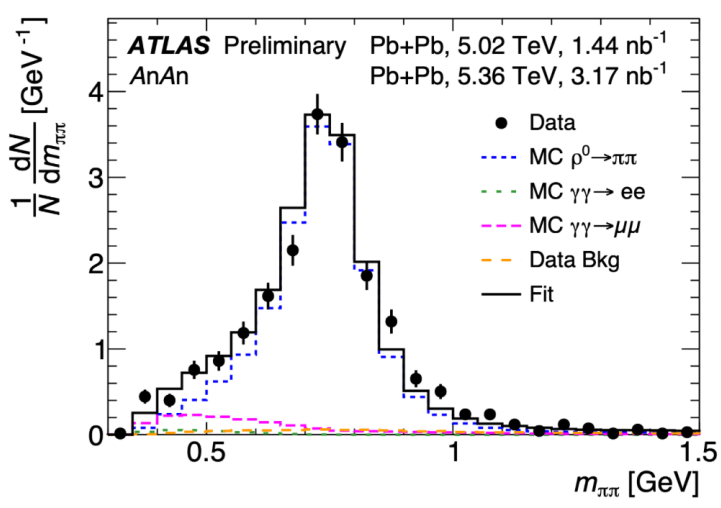 ATLAS Preliminary Pb+Pb, 5.02 TeV, 1.44 nb⁻¹
AnAn Pb+Pb, 5.36 TeV, 3.17 nb⁻¹
Data
MC ρ⁰→ππ
MC γγ→ ee
MC γγ→μμ
Data Bkg
Fit
1/N dN/dmππ [GeV⁻¹]
4
3
2
1
0
0.5 1 1.5
mππ [GeV]